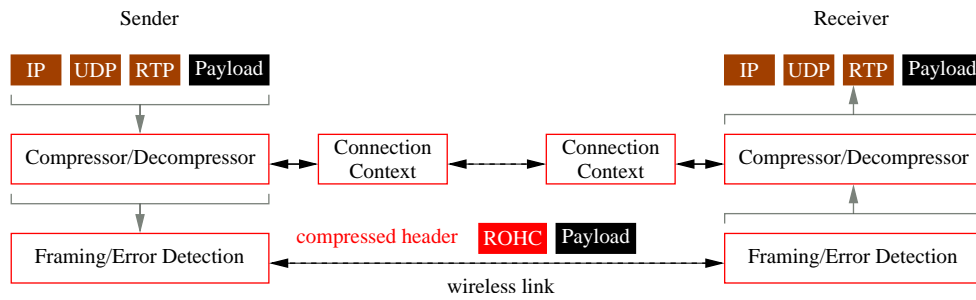 Sender Receiver
IP UDP RTP Payload IP UDP RTP Payload
Compressor/Decompressor Connection Context Connection Context Compressor/Decompressor
compressed header ROHC Payload
Framing/Error Detection Framing/Error Detection
wireless link